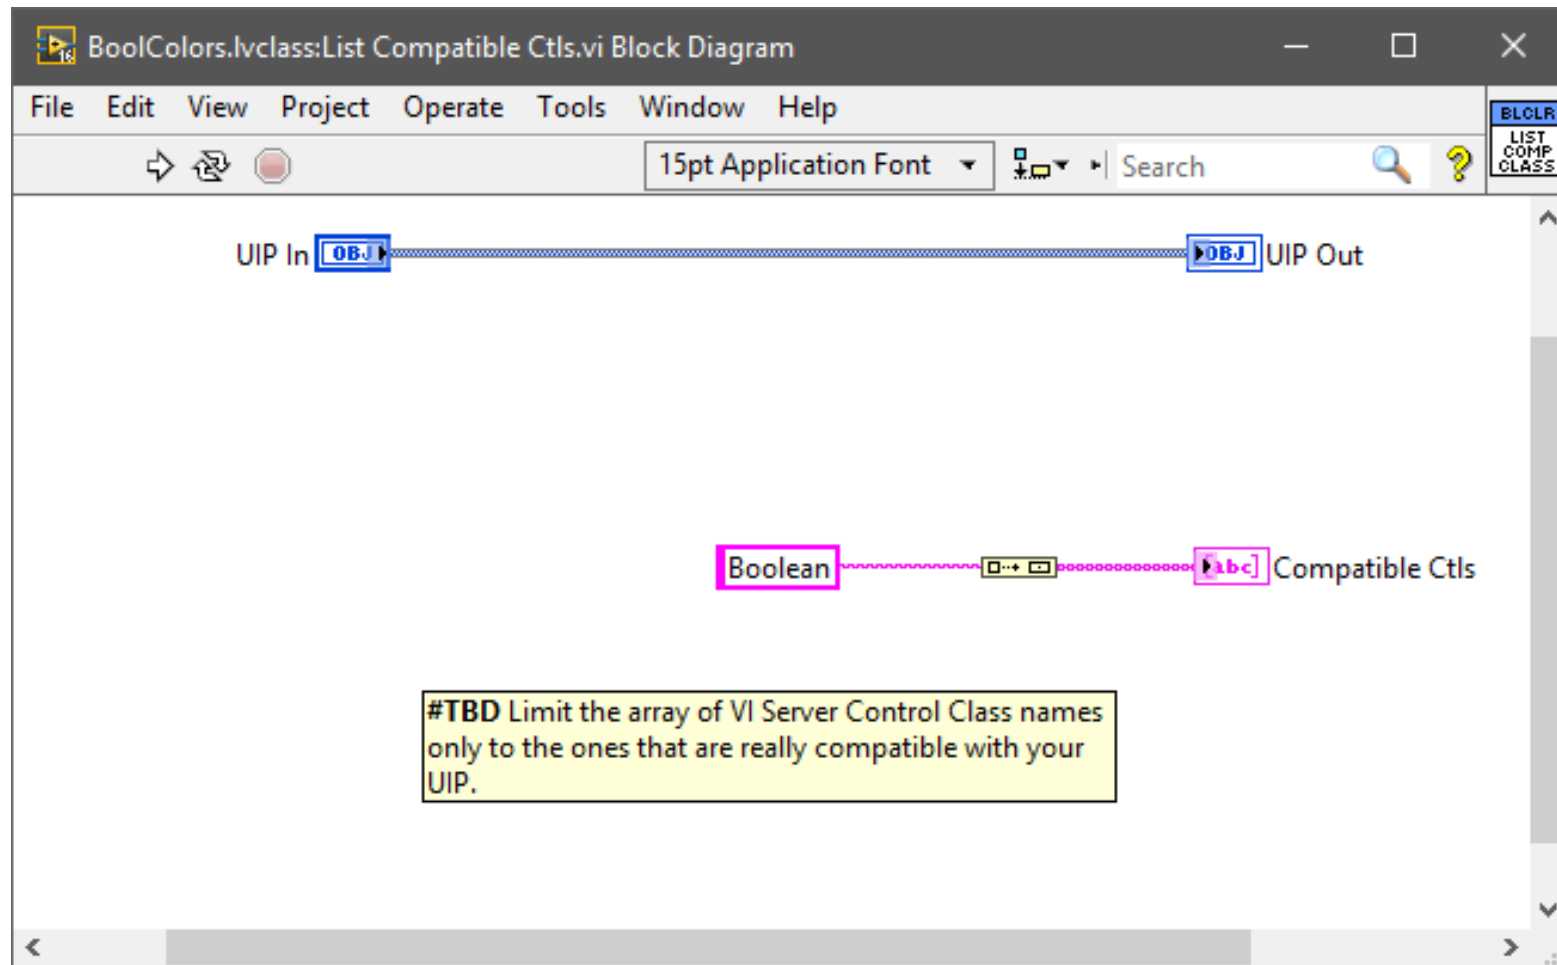 BoolColors.lvclass:List Compatible Ctls.vi Block Diagram
File Edit View Project Operate Tools Window Help
15pt Application Font
Search
BLCLR
LIST
COMP
CLASS
UIP In
OBJ
OBJ
UIP Out
Boolean
abc
Compatible Ctls
#TBD Limit the array of VI Server Control Class names
only to the ones that are really compatible with your
UIP.